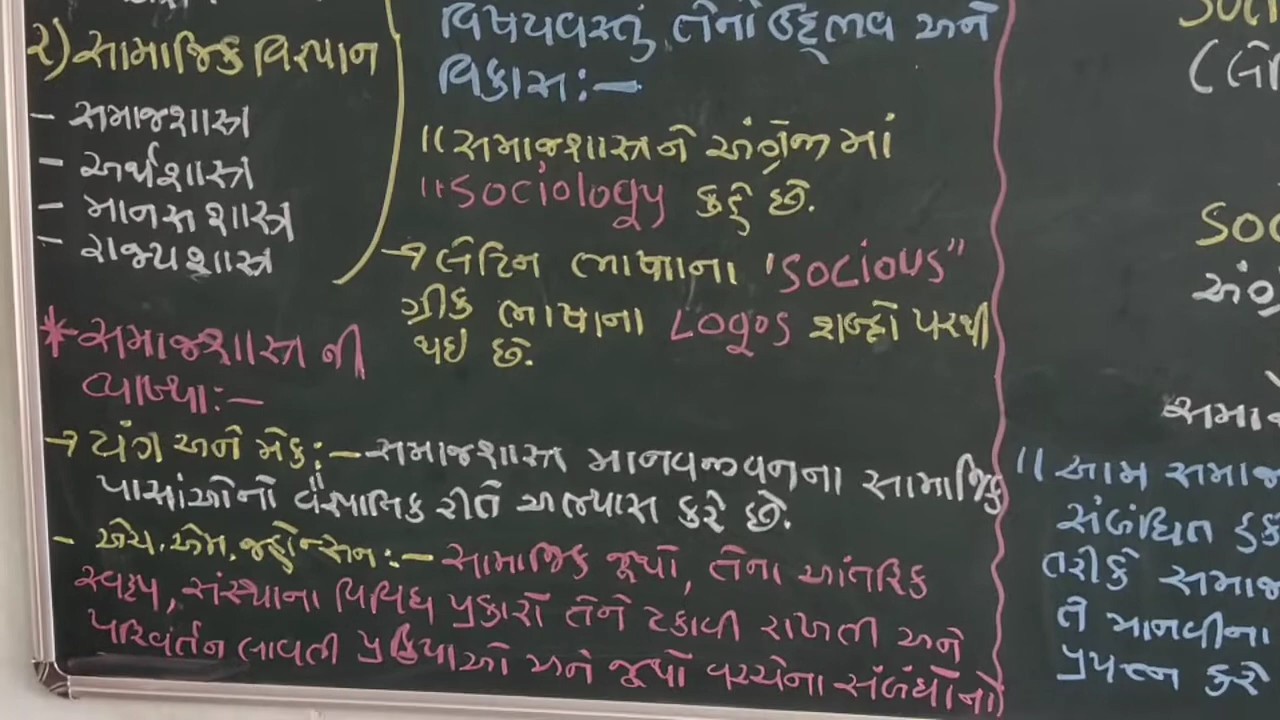 ૨) સામાજિક વિજ્ઞાન
- સમાજશાસ્ત્ર
- અર્થશાસ્ત્ર
- માનસશાસ્ત્ર
- રાજ્યશાસ્ત્ર
* સમાજશાસ્ત્ર ની
વ્યાખ્યા:-
વિષયવસ્તું, તેનો ઉદ્ભવ અને
વિકાસ:-
"સમાજશાસ્ત્રને અંગ્રેજીમાં
"Sociology કહે છે.
→ લેટિન ભાષાના 'Socious"
ગ્રીક ભાષાના Logos શબ્દો પરથી
થઇ છે.
→ યંગ અને મેક:- સમાજશાસ્ત્ર માનવજીવનના સામાજિક
પાસાંઓનો વૈજ્ઞાનિક રીતે અભ્યાસ કરે છે.
- એચ.એમ.જ્હોન્સન:- સામાજિક જૂથો, તેના આંતરિક
સ્વરૂપ, સંસ્થાના વિવિધ પ્રકારો તેને ટકાવી રાખતી અને
પરિવર્તન લાવતી પ્રક્રિયાઓ અને જૂથો વચ્ચેના સંબંધોનો
Soc
અંગ્
સમા
"આમ સમાજ
સંબંધિત
તરીકે સમાજ
તે માનવીના
પ્રયત્ન કરે